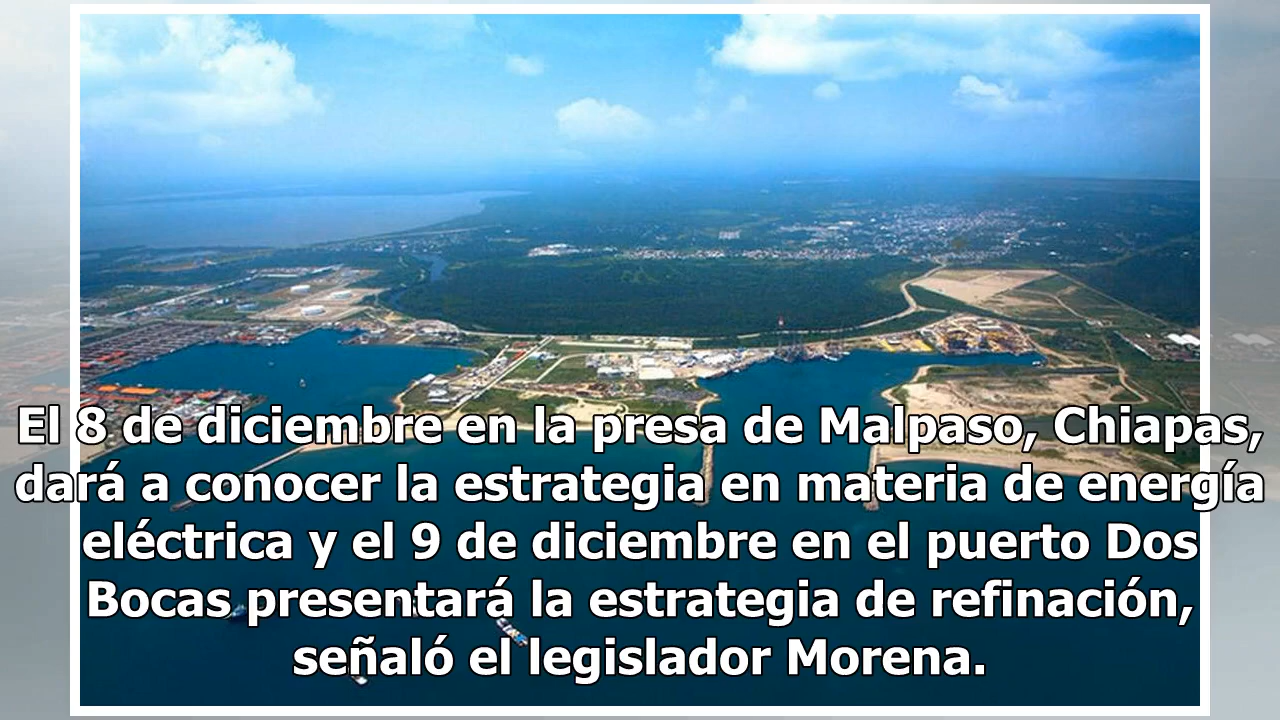 El 8 de diciembre en la presa de Malpaso, Chiapas,
dará a conocer la estrategia en materia de energía
eléctrica y el 9 de diciembre en el puerto Dos
Bocas presentará la estrategia de refinación,
señaló el legislador Morena.